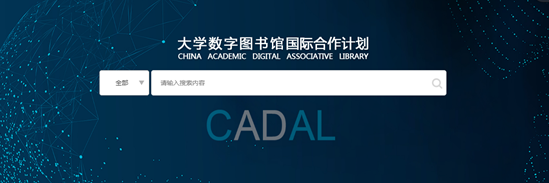 大学数字图书馆国际合作计划
CHINA ACADEMIC DIGITAL ASSOCIATIVE LIBRARY
全部 请输入搜索内容
CADAL